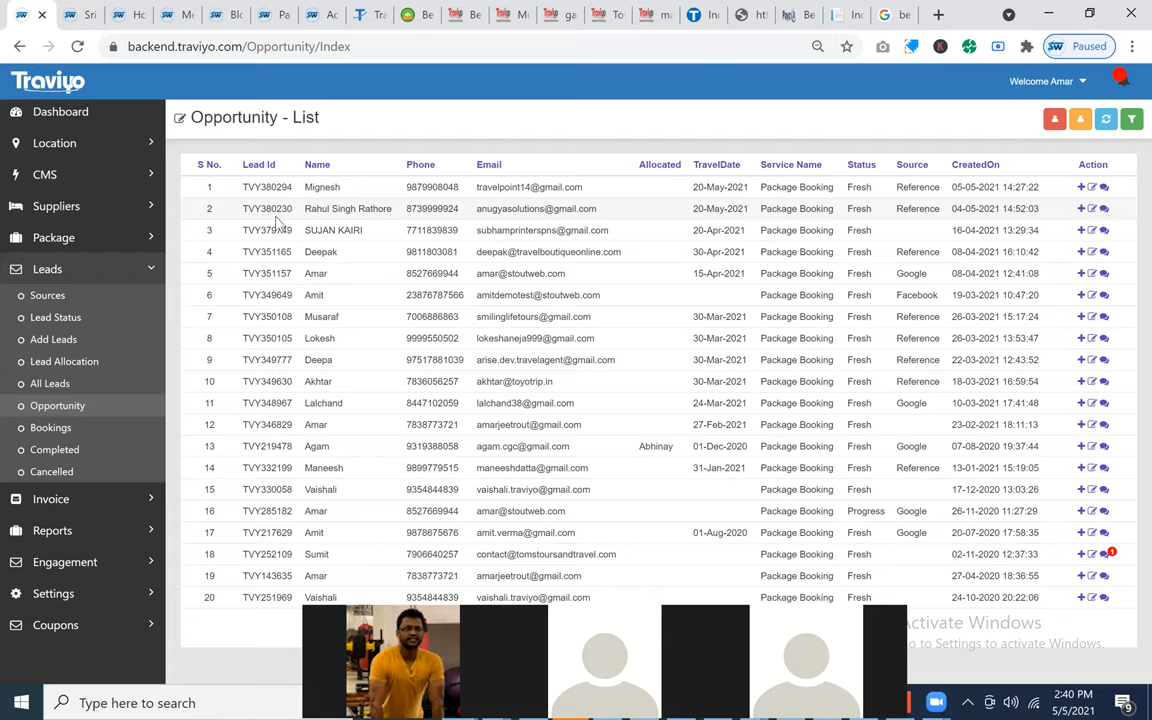 Sri
Ho
Me
Blo
Pa
Ac
Tra
Be
Be
Mi
ga
To
ma
Inc
htt
Be
Inc
be
backend.traviyo.com/Opportunity/Index
Paused
Traviyo
Welcome Amar
Dashboard
Location
CMS
Suppliers
Package
Leads
Sources
Lead Status
Add Leads
Lead Allocation
All Leads
Opportunity
Bookings
Completed
Cancelled
Invoice
Reports
Engagement
Settings
Coupons
Opportunity - List
S No. Lead Id Name Phone Email Allocated TravelDate Service Name Status Source CreatedOn Action
1 TVY380294 Mignesh 9879908048 travelpoint14@gmail.com 20-May-2021 Package Booking Fresh Reference 05-05-2021 14:27:22
2 TVY380230 Rahul Singh Rathore 8739999924 anugyasolutions@gmail.com 20-May-2021 Package Booking Fresh Reference 04-05-2021 14:52:03
3 SUJAN KAIRI 7711839839 subhamprinterspns@gmail.com 20-Apr-2021 Package Booking Fresh 16-04-2021 13:29:34
4 TVY351165 Deepak 9811803081 deepak@travelboutiqueonline.com 30-Apr-2021 Package Booking Fresh Reference 08-04-2021 16:10:42
5 TVY351157 Amar 8527669944 amar@stoutweb.com 15-Apr-2021 Package Booking Fresh Google 08-04-2021 12:41:08
6 TVY349649 Amit 23876787566 amitdemotest@stoutweb.com Package Booking Fresh Facebook 19-03-2021 10:47:20
7 TVY350108 Musaraf 7006886863 smilinglifetours@gmail.com 30-Mar-2021 Package Booking Fresh Reference 26-03-2021 15:17:24
8 TVY350105 Lokesh 9999550502 lokeshaneja999@gmail.com 30-Mar-2021 Package Booking Fresh Reference 26-03-2021 13:53:47
9 TVY349777 Deepa 97517881039 arise.dev.travelagent@gmail.com 30-Mar-2021 Package Booking Fresh Reference 22-03-2021 12:43:52
10 TVY349630 Akhtar 7836056257 akhtar@toyotrip.in 30-Mar-2021 Package Booking Fresh Reference 18-03-2021 16:59:54
11 TVY348967 Lalchand 8447102059 lalchand38@gmail.com 24-Mar-2021 Package Booking Fresh Google 10-03-2021 17:41:48
12 TVY346829 Amar 7838773721 amarjeetrout@gmail.com 27-Feb-2021 Package Booking Fresh 23-02-2021 18:11:13
13 TVY219478 Agam 9319388058 agam.cgc@gmail.com Abhinay 01-Dec-2020 Package Booking Fresh Google 07-08-2020 19:37:44
14 TVY332199 Maneesh 9899779515 maneeshdatta@gmail.com 31-Jan-2021 Package Booking Fresh Reference 13-01-2021 15:19:05
15 TVY330058 Vaishali 9354844839 vaishali.traviyo@gmail.com Package Booking Fresh 17-12-2020 13:03:26
16 TVY285182 Amar 8527669944 amar@stoutweb.com Package Booking Progress Google 26-11-2020 11:27:29
17 TVY217629 Amit 9878675676 amit.verma@gmail.com 01-Aug-2020 Package Booking Fresh Google 20-07-2020 17:58:35
18 TVY252109 Sumit 7906640257 contact@tomstoursandtravel.com Package Booking Fresh 02-11-2020 12:37:33 1
19 TVY143635 Amar 7838773721 amarjeetrout@gmail.com Package Booking Fresh 27-04-2020 18:36:55
20 TVY251969 Vaishali 9354844839 vaishali.traviyo@gmail.com Package Booking Fresh 24-10-2020 20:22:06
Activate Windows
Go to Settings to activate Windows.
Type here to search
2:40 PM
5/5/2021
9